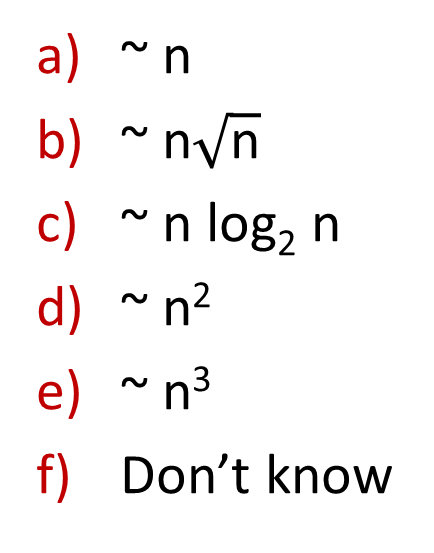 a) ~ n
b) ~ n√n
c) ~ n log₂ n
d) ~ n²
e) ~ n³
f) Don’t know